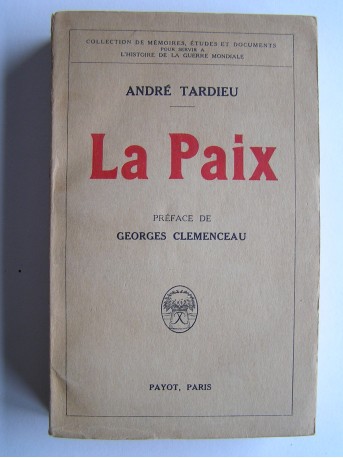 COLLECTION DE MÉMOIRES, ÉTUDES ET DOCUMENTS
POUR SERVIR A
L'HISTOIRE DE LA GUERRE MONDIALE
ANDRÉ TARDIEU
La Paix
PRÉFACE DE
GEORGES CLEMENCEAU
PAYOT, PARIS